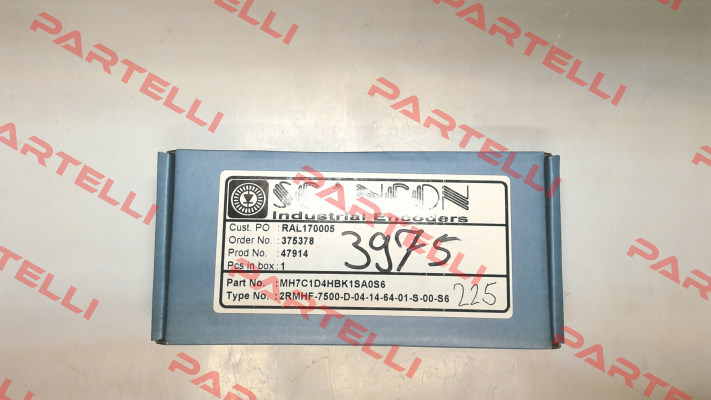 SCANCON
Industrial Encoders
Cust. PO : RAL170005
Order No. : 375378
Prod No. : 47914
Pcs in box : 1
3975
Part No. : MH7C1D4HBK1SA0S6
Type No. : 2RMHF-7500-D-04-14-64-01-S-00-S6
225
PARTELLI
PARTELLI
PARTELLI
PARTELLI
PARTELLI
PARTELLI
PARTELLI